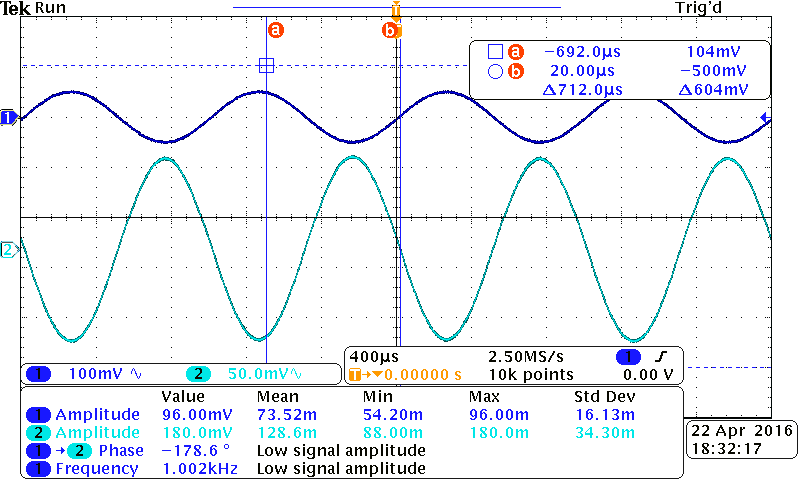 Tek Run Trig'd
T
a b
a −692.0µs 104mV
b 20.00µs −500mV
Δ712.0µs Δ604mV
1
2
1 100mV ∿ 2 50.0mV∿
400µs 2.50MS/s 1
T→▼0.00000 s 10k points 0.00 V
Value Mean Min Max Std Dev
1 Amplitude 96.00mV 73.52m 54.20m 96.00m 16.13m
2 Amplitude 180.0mV 128.6m 88.00m 180.0m 34.30m
1 → 2 Phase −178.6 ° Low signal amplitude
1 Frequency 1.002kHz Low signal amplitude
22 Apr 2016
18:32:17